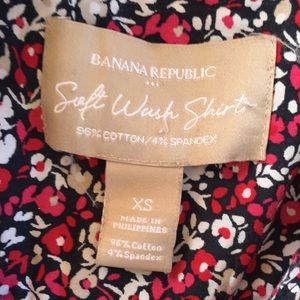 BANANA REPUBLIC
Soft Wash Shirt
96% COTTON/4% SPANDEX
XS
MADE IN
PHILIPPINES
96% Cotton
4% Spandex